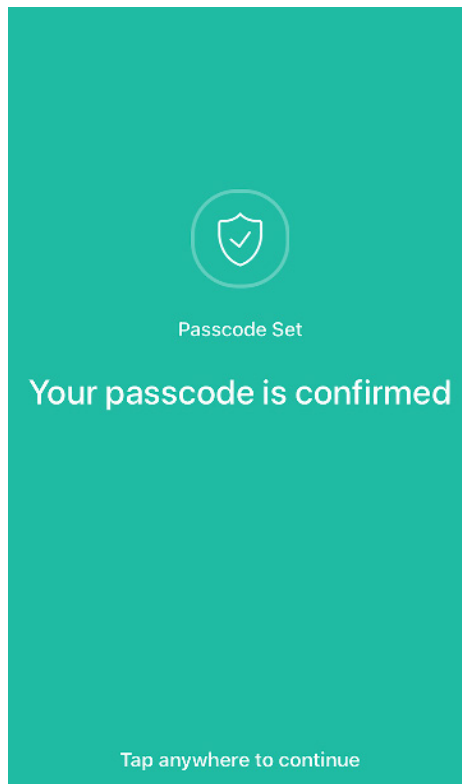 Passcode Set
Your passcode is confirmed
Tap anywhere to continue